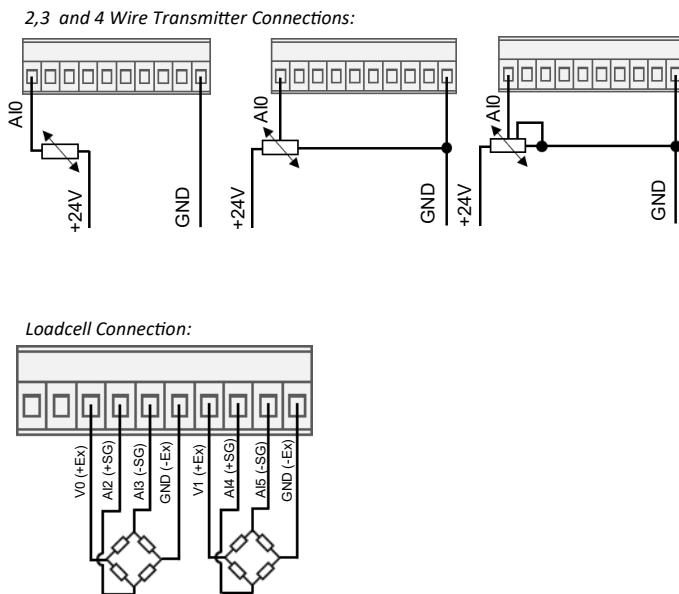 2,3 and 4 Wire Transmitter Connections:
AI0
+24V
GND
AI0
+24V
GND
AI0
+24V
GND
Loadcell Connection:
V0 (+Ex)
AI2 (+SG)
AI3 (-SG)
GND (-Ex)
V1 (+Ex)
AI4 (+SG)
AI5 (-SG)
GND (-Ex)